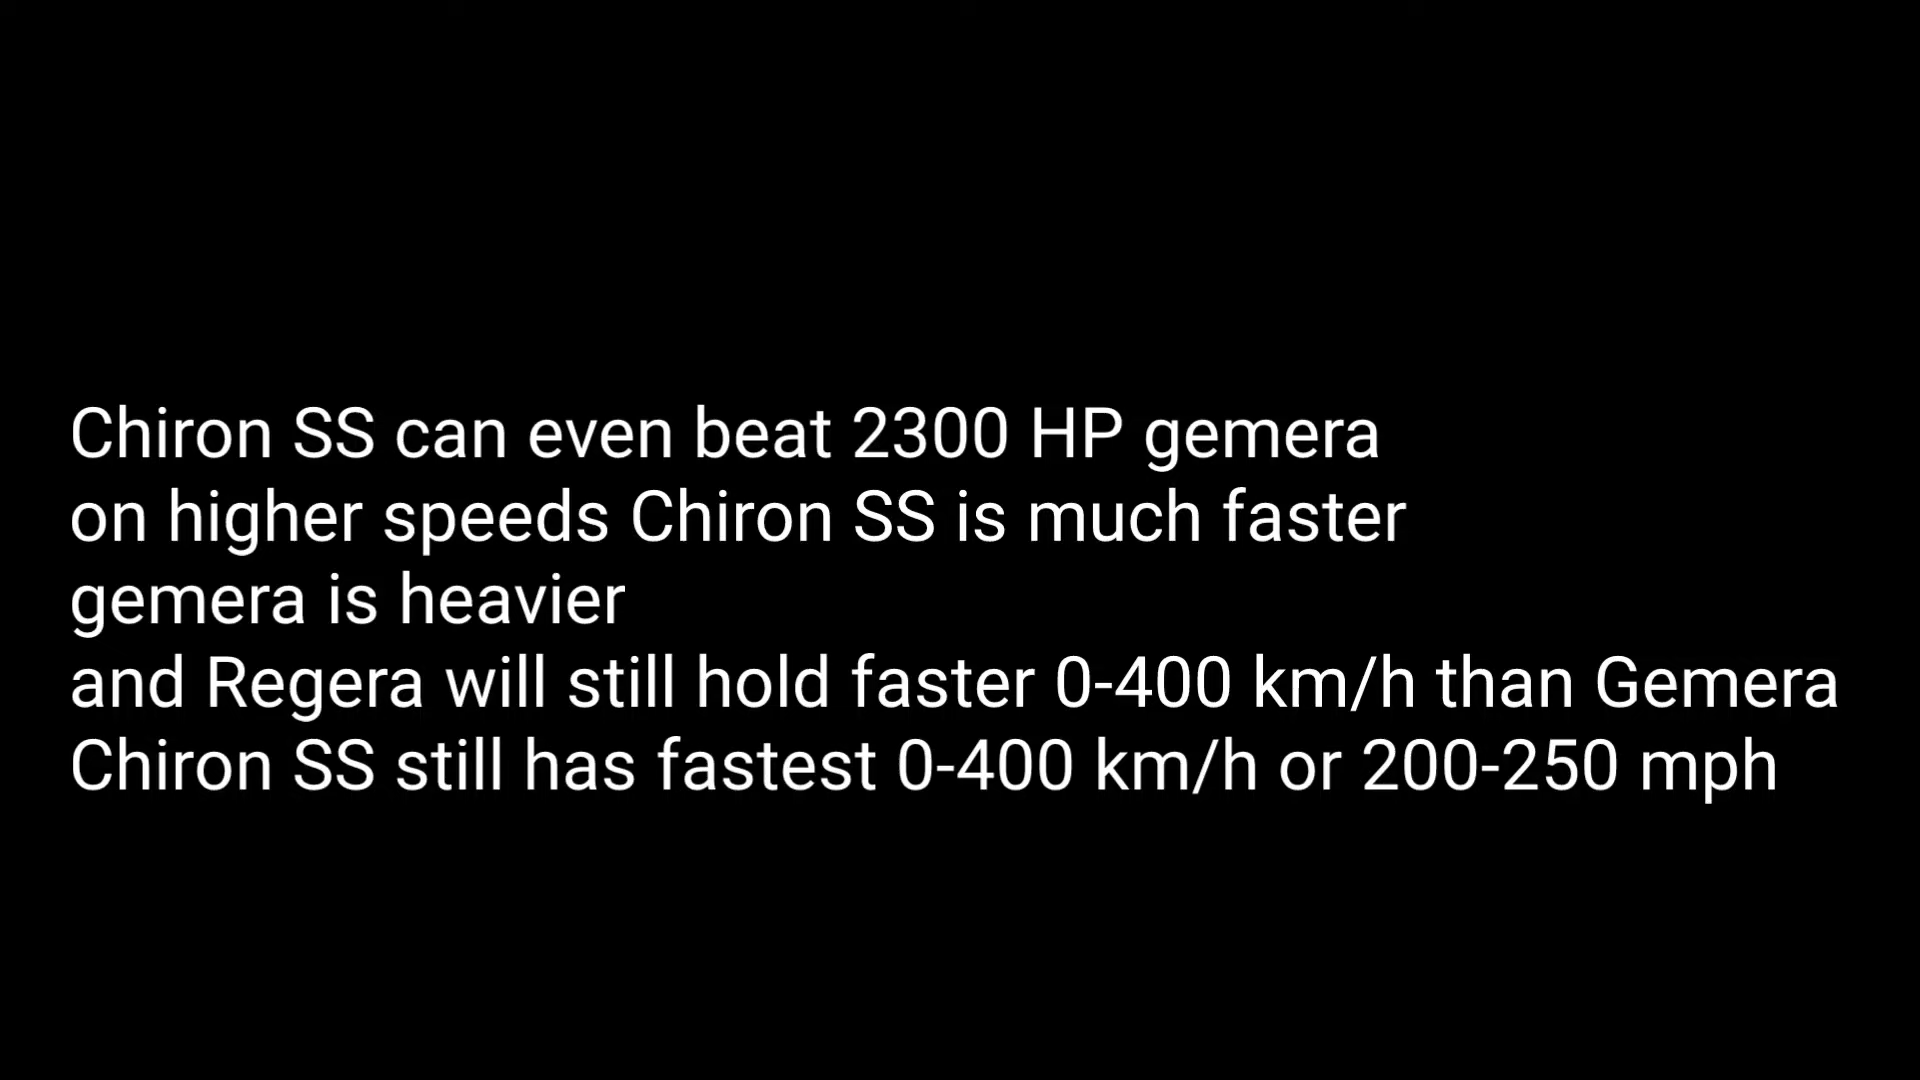 Chiron SS can even beat 2300 HP gemera
on higher speeds Chiron SS is much faster
gemera is heavier
and Regera will still hold faster 0-400 km/h than Gemera
Chiron SS still has fastest 0-400 km/h or 200-250 mph